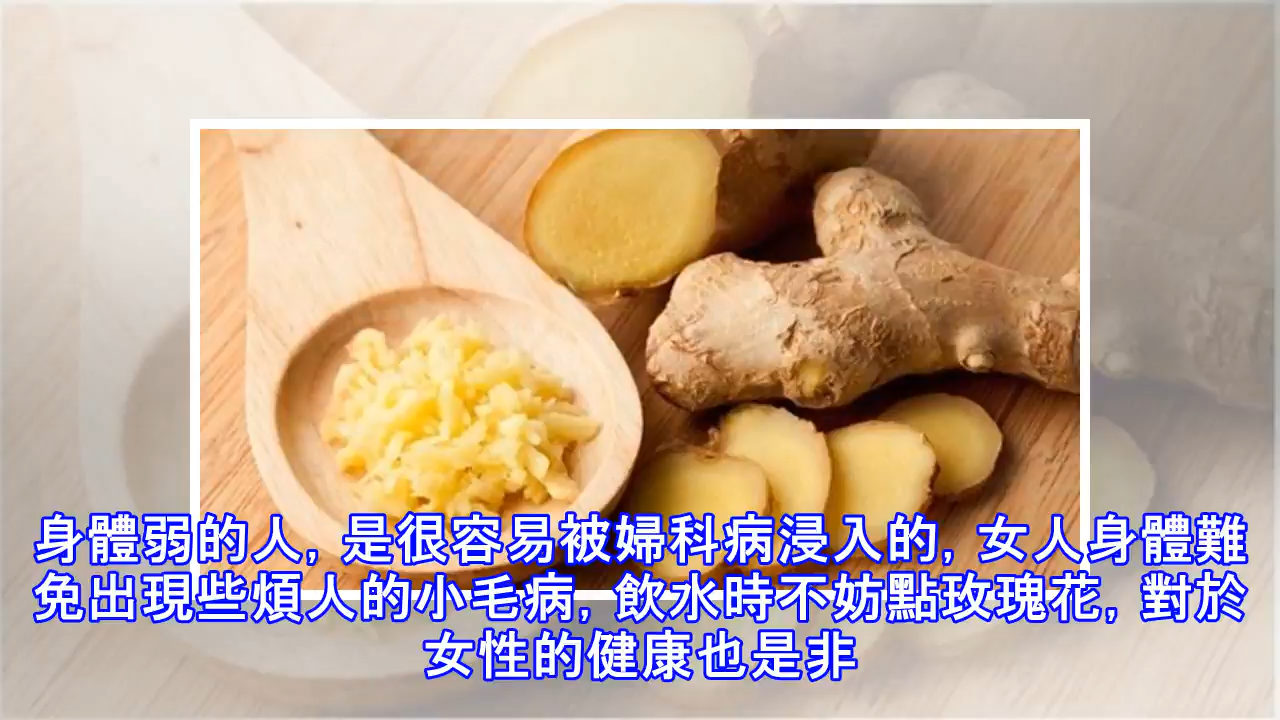 身體弱的人, 是很容易被婦科病浸入的, 女人身體難
免出現些煩人的小毛病, 飲水時不妨點玫瑰花, 對於
女性的健康也是非